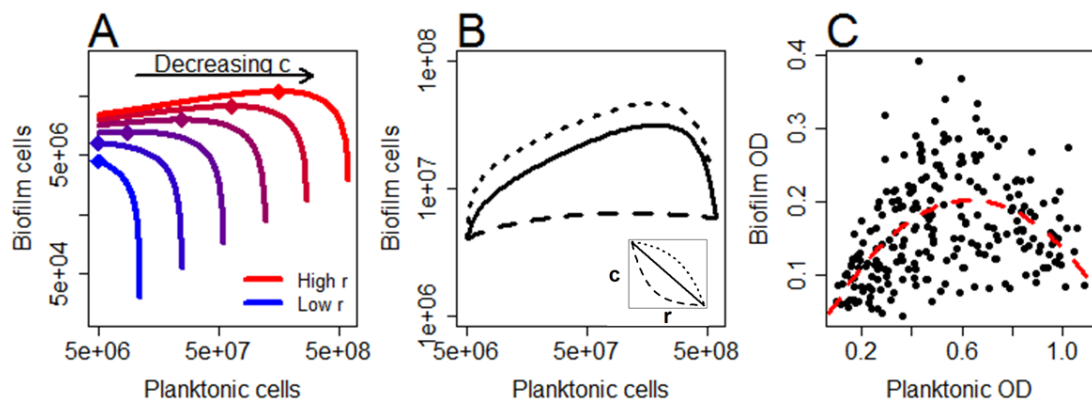 A
Decreasing c
Biofilm cells
5e+06
5e+04
High r
Low r
5e+06
5e+07
5e+08
Planktonic cells
B
Biofilm cells
1e+08
1e+07
1e+06
c
r
5e+06
5e+07
5e+08
Planktonic cells
C
Biofilm OD
0.4
0.3
0.2
0.1
0.2
0.6
1.0
Planktonic OD